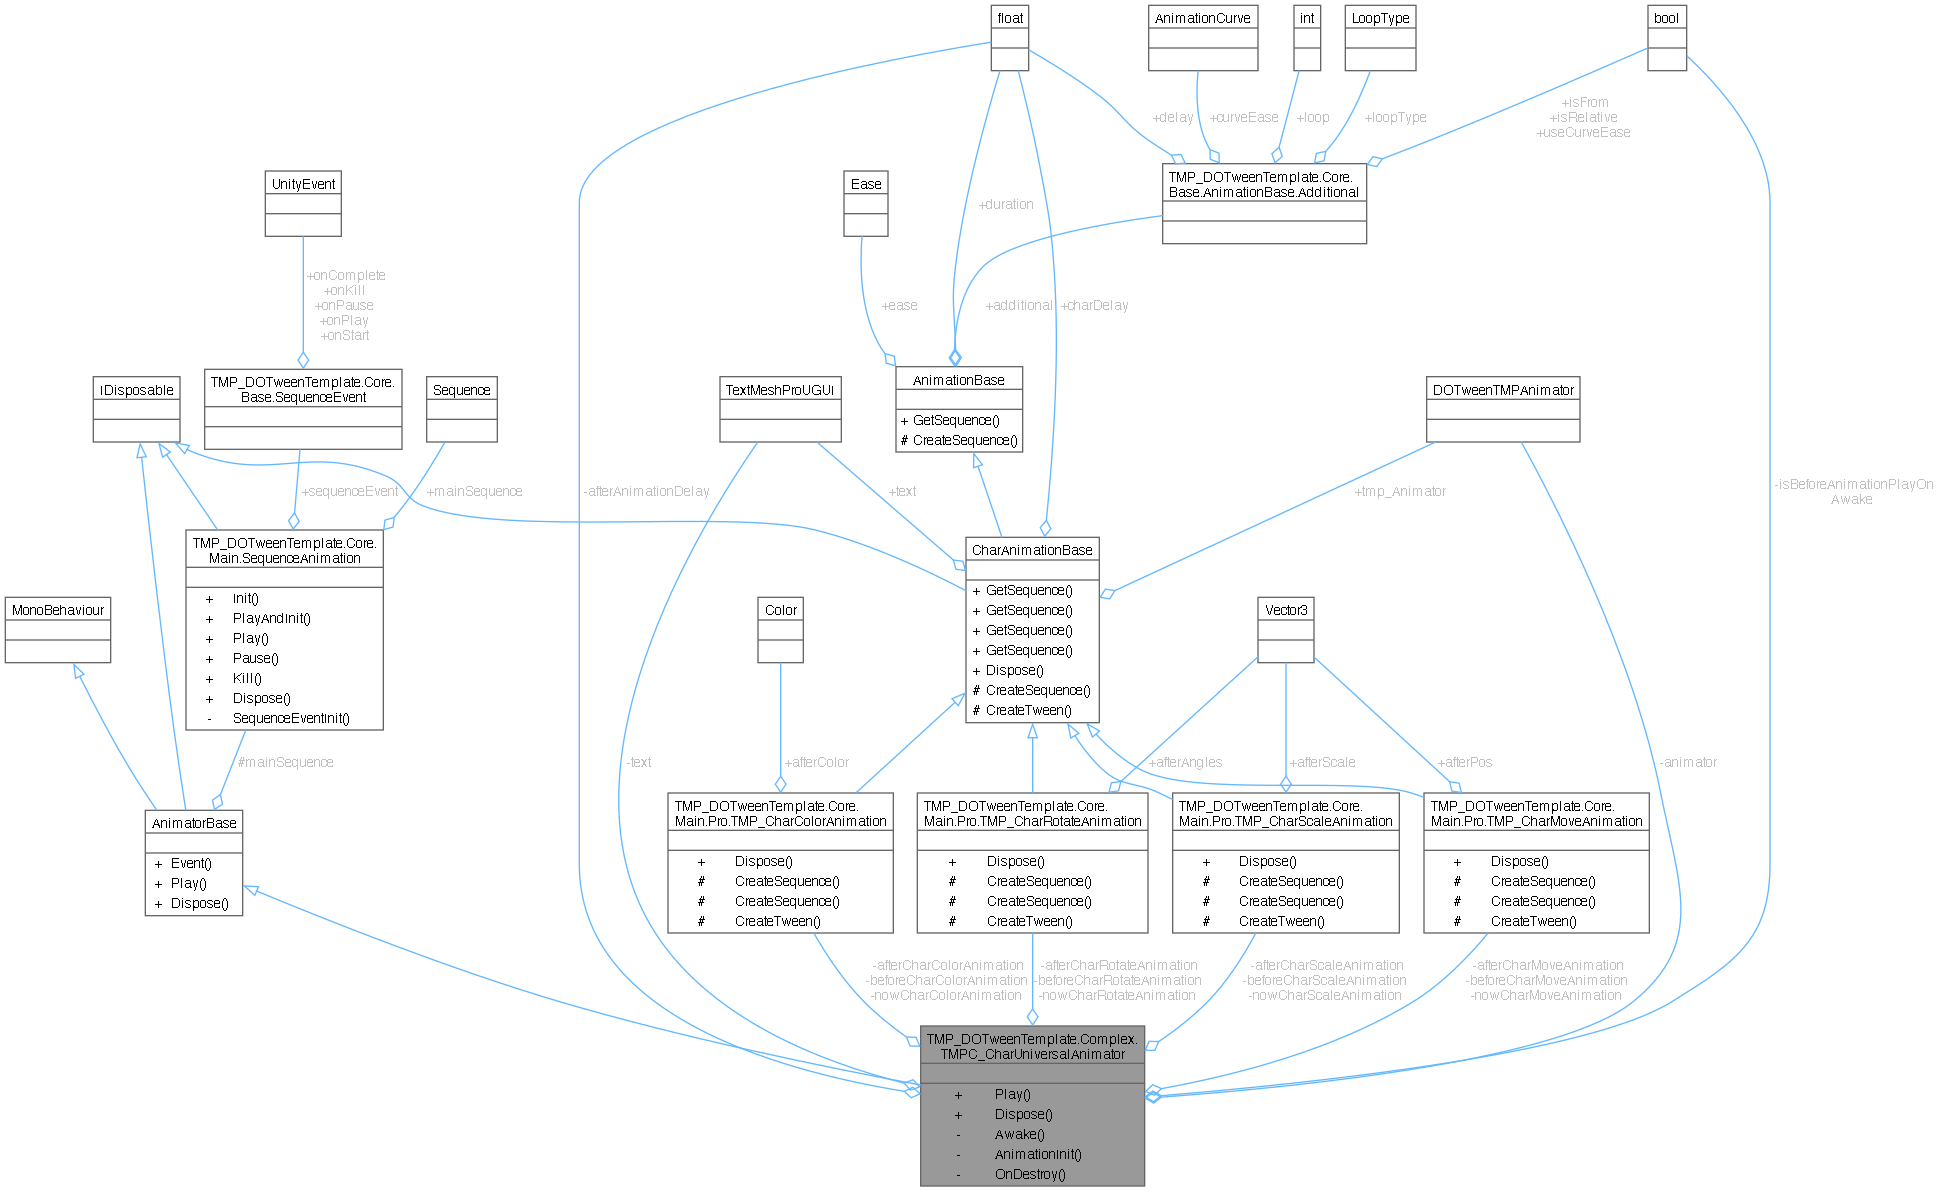 float
AnimationCurve
int
LoopType
bool
+isFrom
+isRelative
+useCurveEase
+delay
+curveEase
+loop
+loopType
UnityEvent
Ease
TMP_DOTweenTemplate.Core.
Base.AnimationBase.Additional
+duration
+onComplete
+onKill
+onPause
+onPlay
+onStart
+ease
+additional
+charDelay
IDisposable
TMP_DOTweenTemplate.Core.
Base.SequenceEvent
Sequence
TextMeshProUGUI
AnimationBase
+ GetSequence()
# CreateSequence()
DOTweenTMPAnimator
+sequenceEvent
+mainSequence
-afterAnimationDelay
+text
+tmp_Animator
-isBeforeAnimationPlayOn
Awake
TMP_DOTweenTemplate.Core.
Main.SequenceAnimation
+ Init()
+ PlayAndInit()
+ Play()
+ Pause()
+ Kill()
+ Dispose()
- SequenceEventInit()
CharAnimationBase
+ GetSequence()
+ GetSequence()
+ GetSequence()
+ GetSequence()
+ Dispose()
# CreateSequence()
# CreateTween()
MonoBehaviour
Color
Vector3
#mainSequence
-text
+afterColor
+afterAngles
+afterScale
+afterPos
-animator
AnimatorBase
+ Event()
+ Play()
+ Dispose()
TMP_DOTweenTemplate.Core.
Main.Pro.TMP_CharColorAnimation
+ Dispose()
# CreateSequence()
# CreateSequence()
# CreateTween()
TMP_DOTweenTemplate.Core.
Main.Pro.TMP_CharRotateAnimation
+ Dispose()
# CreateSequence()
# CreateSequence()
# CreateTween()
TMP_DOTweenTemplate.Core.
Main.Pro.TMP_CharScaleAnimation
+ Dispose()
# CreateSequence()
# CreateSequence()
# CreateTween()
TMP_DOTweenTemplate.Core.
Main.Pro.TMP_CharMoveAnimation
+ Dispose()
# CreateSequence()
# CreateSequence()
# CreateTween()
-afterCharColorAnimation
-beforeCharColorAnimation
-nowCharColorAnimation
-afterCharRotateAnimation
-beforeCharRotateAnimation
-nowCharRotateAnimation
-afterCharScaleAnimation
-beforeCharScaleAnimation
-nowCharScaleAnimation
-afterCharMoveAnimation
-beforeCharMoveAnimation
-nowCharMoveAnimation
TMP_DOTweenTemplate.Complex.
TMPC_CharUniversalAnimator
+ Play()
+ Dispose()
- Awake()
- AnimationInit()
- OnDestroy()